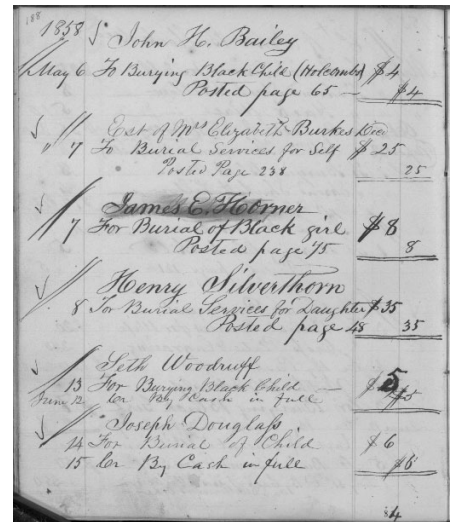 188
1858
John H. Bailey
May 6 To Burying Black Child (Holcombs) $4
Posted page 65 — $4
Est of Mrs Elizabeth Burkes Decd
" 7 To Burial Services for Self $ 25
Posted Page 238 25
James E. Horner
7 For Burial of Black girl $8
Posted page 75 8
Henry Silverthorn
8 For Burial Services for Daughter $35
Posted page 48 35
Seth Woodruff
13 For Burying Black Child — $5
June 12 Cr By Cash in full $5
Joseph Douglass
14 For Burial of Child $6
15 Cr By Cash in full $6